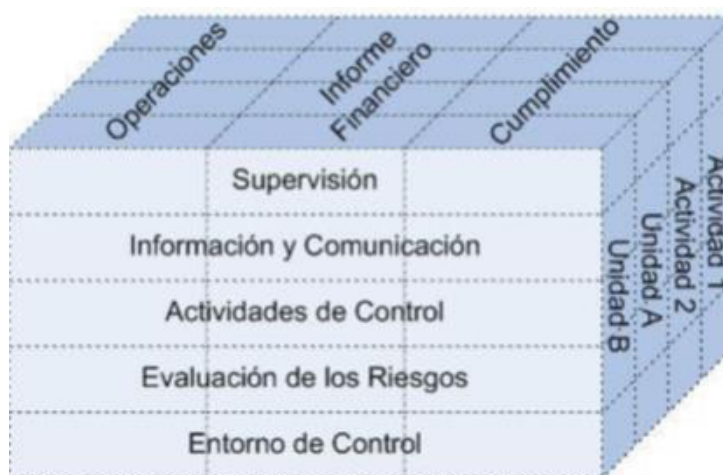 Operaciones
Informe
Financiero
Cumplimiento
Supervisión
Información y Comunicación
Actividades de Control
Evaluación de los Riesgos
Entorno de Control
Unidad B
Unidad A
Actividad 2
Actividad 1